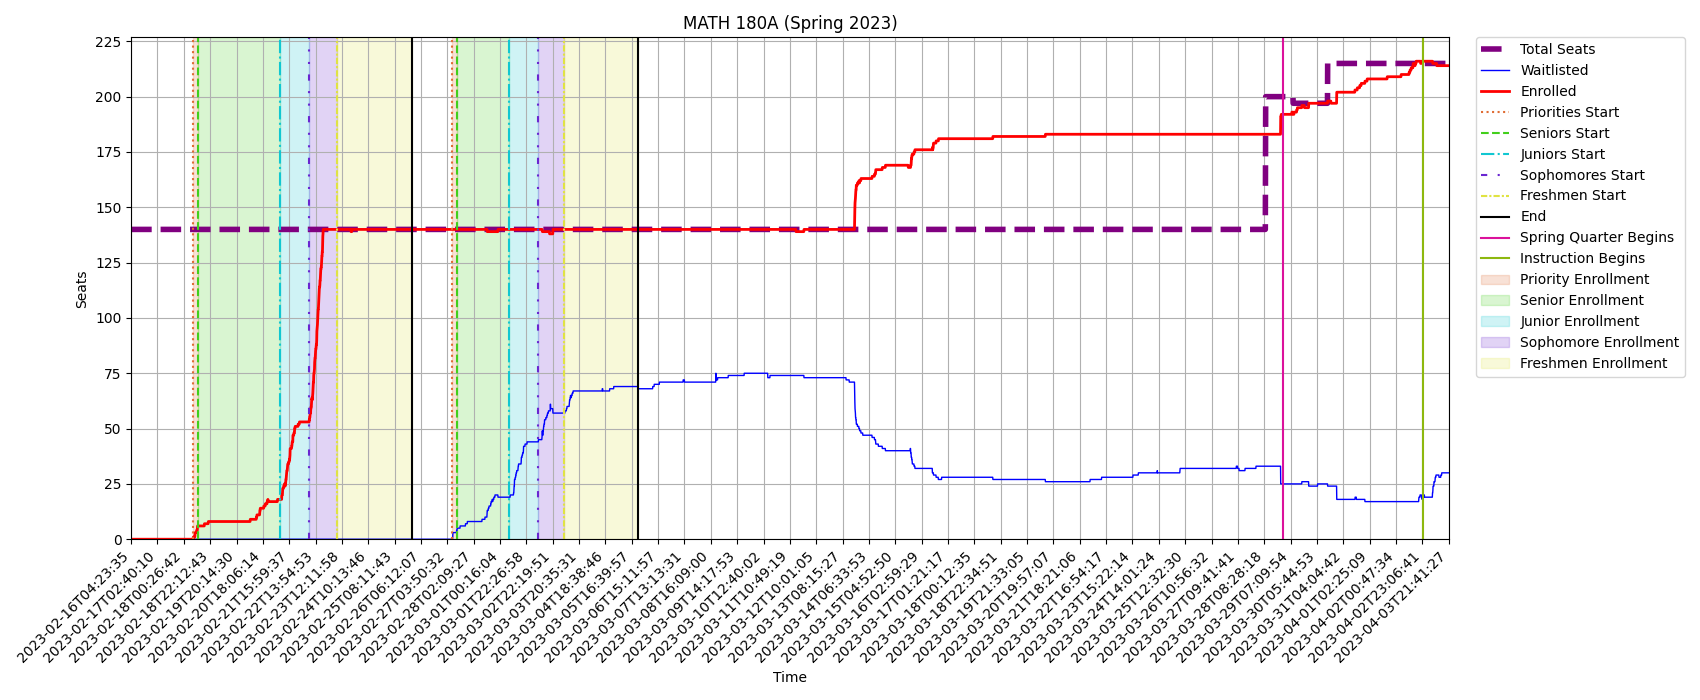 MATH 180A (Spring 2023)
225
200
175
150
125
100
75
50
25
0
Seats
2023-02-16T04:23:35
2023-02-17T02:40:10
2023-02-18T00:26:42
2023-02-18T22:12:43
2023-02-19T20:14:30
2023-02-20T18:06:14
2023-02-21T15:59:37
2023-02-22T13:54:53
2023-02-23T12:11:58
2023-02-24T10:13:46
2023-02-25T08:11:43
2023-02-26T06:12:07
2023-02-27T03:50:32
2023-02-28T02:09:27
2023-03-01T00:16:04
2023-03-01T22:26:58
2023-03-02T22:19:51
2023-03-03T20:35:31
2023-03-04T18:38:46
2023-03-05T16:39:57
2023-03-06T15:11:57
2023-03-07T13:13:31
2023-03-08T16:09:00
2023-03-09T14:17:53
2023-03-10T12:40:02
2023-03-11T10:49:19
2023-03-12T10:01:05
2023-03-13T08:15:27
2023-03-14T06:33:53
2023-03-15T04:52:50
2023-03-16T02:59:29
2023-03-17T01:21:17
2023-03-18T00:12:35
2023-03-18T22:34:51
2023-03-19T21:33:05
2023-03-20T19:57:07
2023-03-21T18:21:06
2023-03-22T16:54:17
2023-03-23T15:22:14
2023-03-24T14:01:24
2023-03-25T12:32:30
2023-03-26T10:56:32
2023-03-27T09:41:41
2023-03-28T08:28:18
2023-03-29T07:09:54
2023-03-30T05:44:53
2023-03-31T04:04:42
2023-04-01T02:25:09
2023-04-02T00:47:34
2023-04-02T23:06:41
2023-04-03T21:41:27
Time
Total Seats
Waitlisted
Enrolled
Priorities Start
Seniors Start
Juniors Start
Sophomores Start
Freshmen Start
End
Spring Quarter Begins
Instruction Begins
Priority Enrollment
Senior Enrollment
Junior Enrollment
Sophomore Enrollment
Freshmen Enrollment